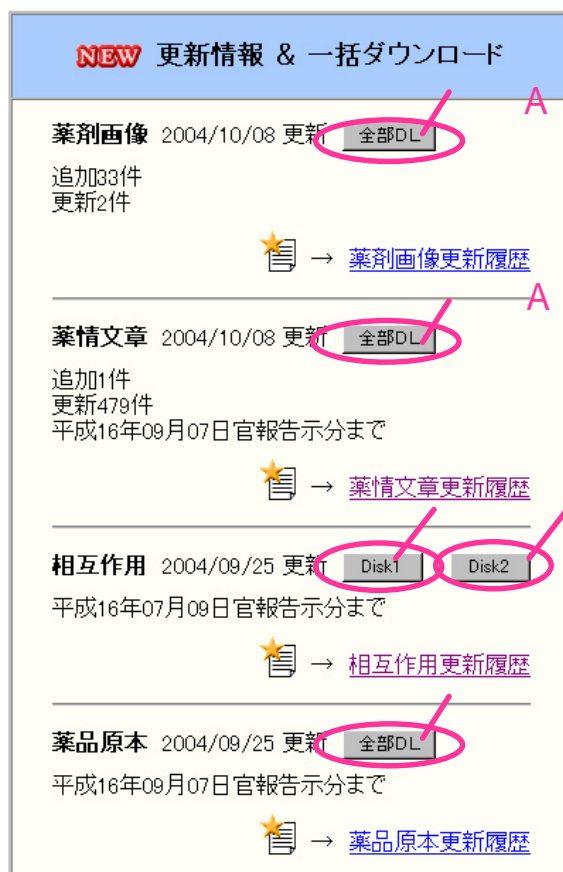 NEW 更新情報 & 一括ダウンロード
A
薬剤画像 2004/10/08 更新 全部DL
追加33件
更新2件
→ 薬剤画像更新履歴
A
薬情文章 2004/10/08 更新 全部DL
追加1件
更新479件
平成16年09月07日官報告示分まで
→ 薬情文章更新履歴
相互作用 2004/09/25 更新 Disk1 Disk2
平成16年07月09日官報告示分まで
→ 相互作用更新履歴
薬品原本 2004/09/25 更新 全部DL
平成16年09月07日官報告示分まで
→ 薬品原本更新履歴